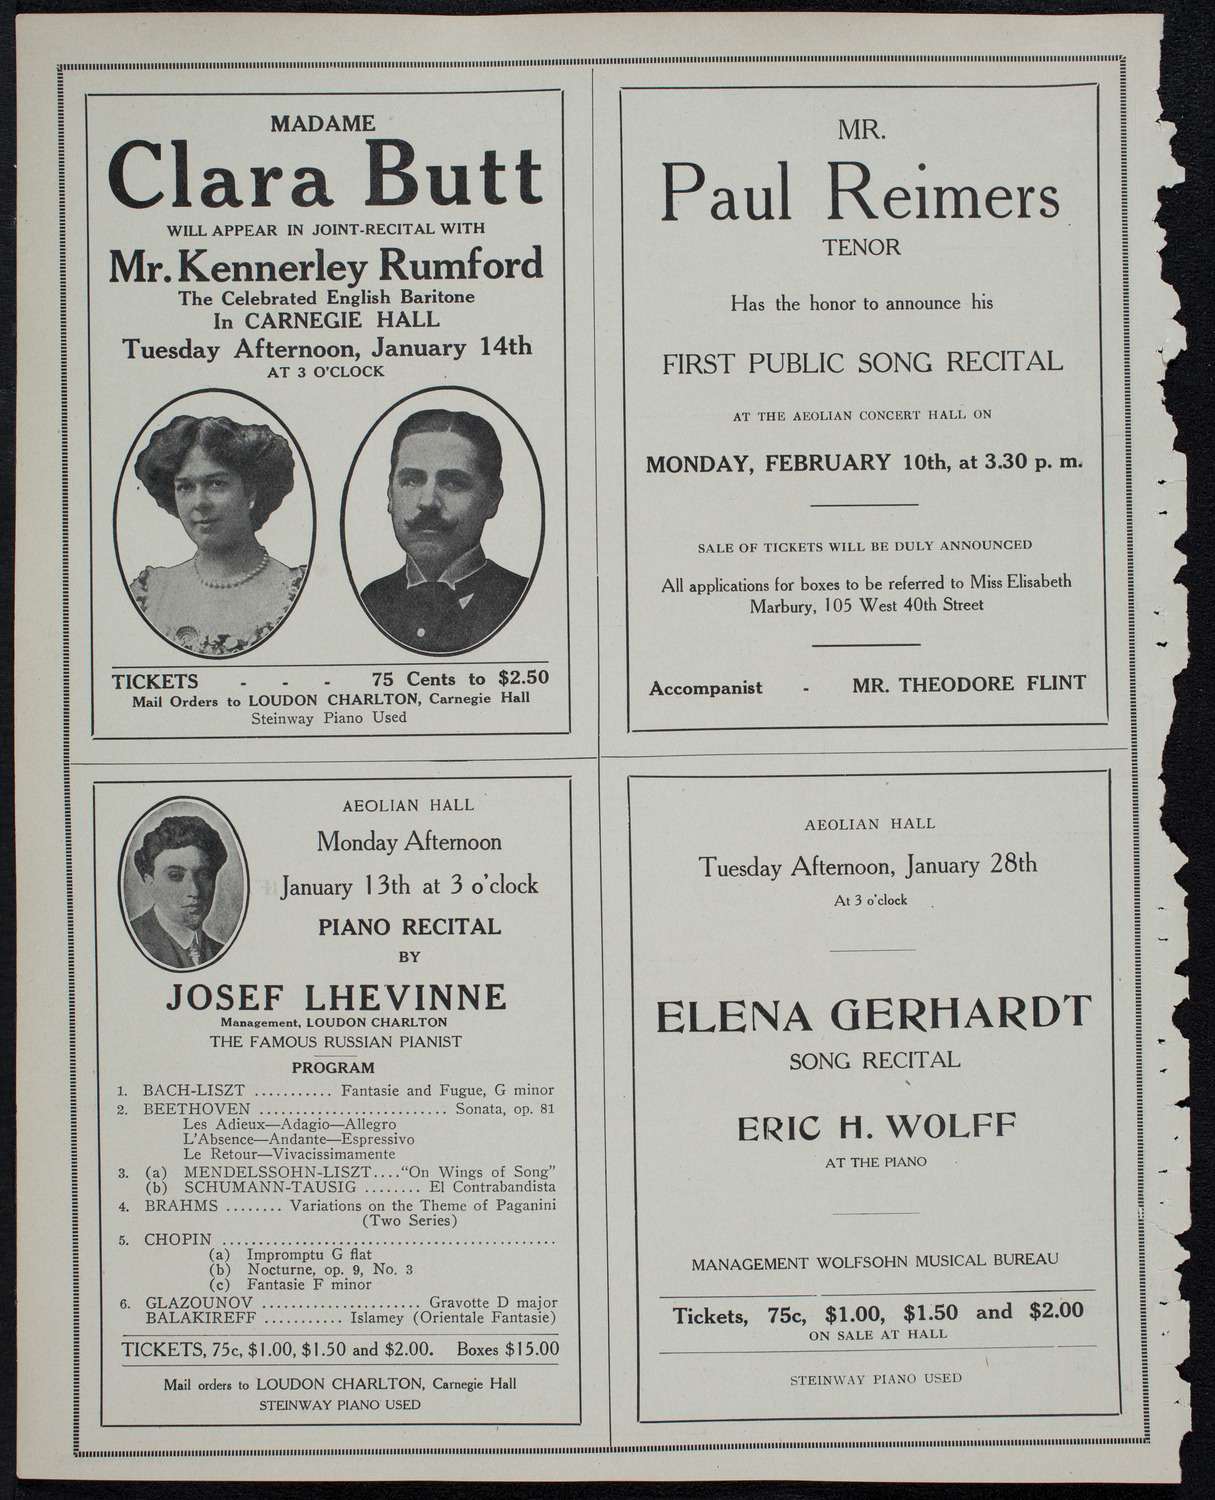 MADAME
Clara Butt
WILL APPEAR IN JOINT-RECITAL WITH
Mr. Kennerley Rumford
The Celebrated English Baritone
In CARNEGIE HALL
Tuesday Afternoon, January 14th
AT 3 O'CLOCK
TICKETS - - - 75 Cents to $2.50
Mail Orders to LOUDON CHARLTON, Carnegie Hall
Steinway Piano Used
MR.
Paul Reimers
TENOR
Has the honor to announce his
FIRST PUBLIC SONG RECITAL
AT THE AEOLIAN CONCERT HALL ON
MONDAY, FEBRUARY 10th, at 3.30 p. m.
SALE OF TICKETS WILL BE DULY ANNOUNCED
All applications for boxes to be referred to Miss Elisabeth
Marbury, 105 West 40th Street
Accompanist - MR. THEODORE FLINT
AEOLIAN HALL
Monday Afternoon
January 13th at 3 o'clock
PIANO RECITAL
BY
JOSEF LHEVINNE
Management, LOUDON CHARLTON
THE FAMOUS RUSSIAN PIANIST
PROGRAM
1. BACH-LISZT ........... Fantasie and Fugue, G minor
2. BEETHOVEN .......................... Sonata, op. 81
Les Adieux—Adagio—Allegro
L'Absence—Andante—Espressivo
Le Retour—Vivacissimamente
3. (a) MENDELSSOHN-LISZT...."On Wings of Song"
(b) SCHUMANN-TAUSIG ........ El Contrabandista
4. BRAHMS ........ Variations on the Theme of Paganini
(Two Series)
5. CHOPIN ..............................................
(a) Impromptu G flat
(b) Nocturne, op. 9, No. 3
(c) Fantasie F minor
6. GLAZOUNOV ...................... Gravotte D major
BALAKIREFF ........... Islamey (Orientale Fantasie)
TICKETS, 75c, $1.00, $1.50 and $2.00. Boxes $15.00
Mail orders to LOUDON CHARLTON, Carnegie Hall
STEINWAY PIANO USED
AEOLIAN HALL
Tuesday Afternoon, January 28th
At 3 o'clock
ELENA GERHARDT
SONG RECITAL
ERIC H. WOLFF
AT THE PIANO
MANAGEMENT WOLFSOHN MUSICAL BUREAU
Tickets, 75c, $1.00, $1.50 and $2.00
ON SALE AT HALL
STEINWAY PIANO USED